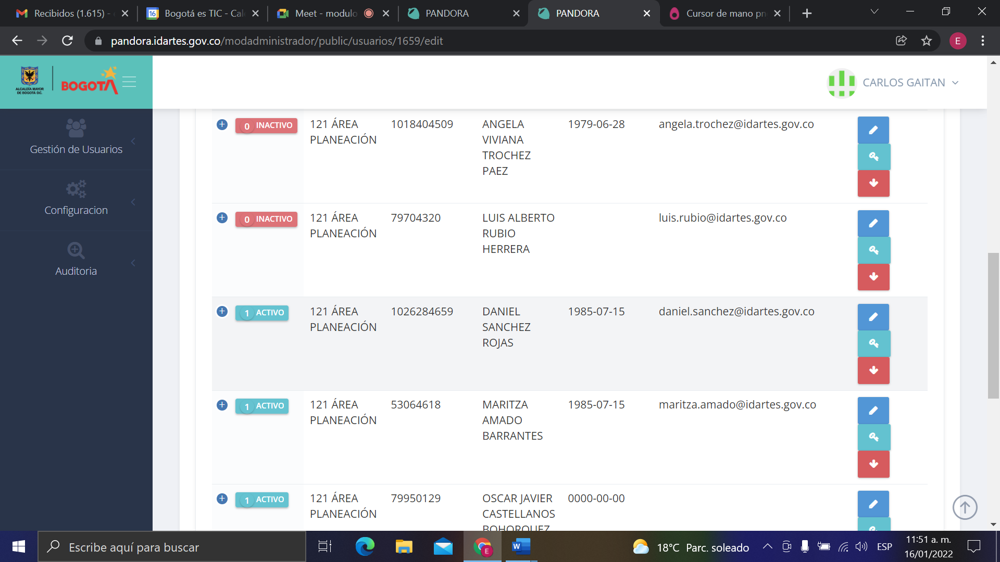 Recibidos (1.615) -
Bogotá es TIC - Cal
Meet - modulo
PANDORA
PANDORA
Cursor de mano pn
pandora.idartes.gov.co/modadministrador/public/usuarios/1659/edit
E
ALCALDÍA MAYOR
DE BOGOTÁ D.C.
BOGOTÁ
CARLOS GAITAN
Gestión de Usuarios
Configuracion
Auditoria
0 INACTIVO
121 ÁREA
PLANEACIÓN
1018404509
ANGELA
VIVIANA
TROCHEZ
PAEZ
1979-06-28
angela.trochez@idartes.gov.co
0 INACTIVO
121 ÁREA
PLANEACIÓN
79704320
LUIS ALBERTO
RUBIO
HERRERA
luis.rubio@idartes.gov.co
1 ACTIVO
121 ÁREA
PLANEACIÓN
1026284659
DANIEL
SANCHEZ
ROJAS
1985-07-15
daniel.sanchez@idartes.gov.co
1 ACTIVO
121 ÁREA
PLANEACIÓN
53064618
MARITZA
AMADO
BARRANTES
1985-07-15
maritza.amado@idartes.gov.co
1 ACTIVO
121 ÁREA
PLANEACIÓN
79950129
OSCAR JAVIER
CASTELLANOS
BOHORQUEZ
0000-00-00
Escribe aquí para buscar
18°C Parc. soleado
ESP
11:51 a. m.
16/01/2022